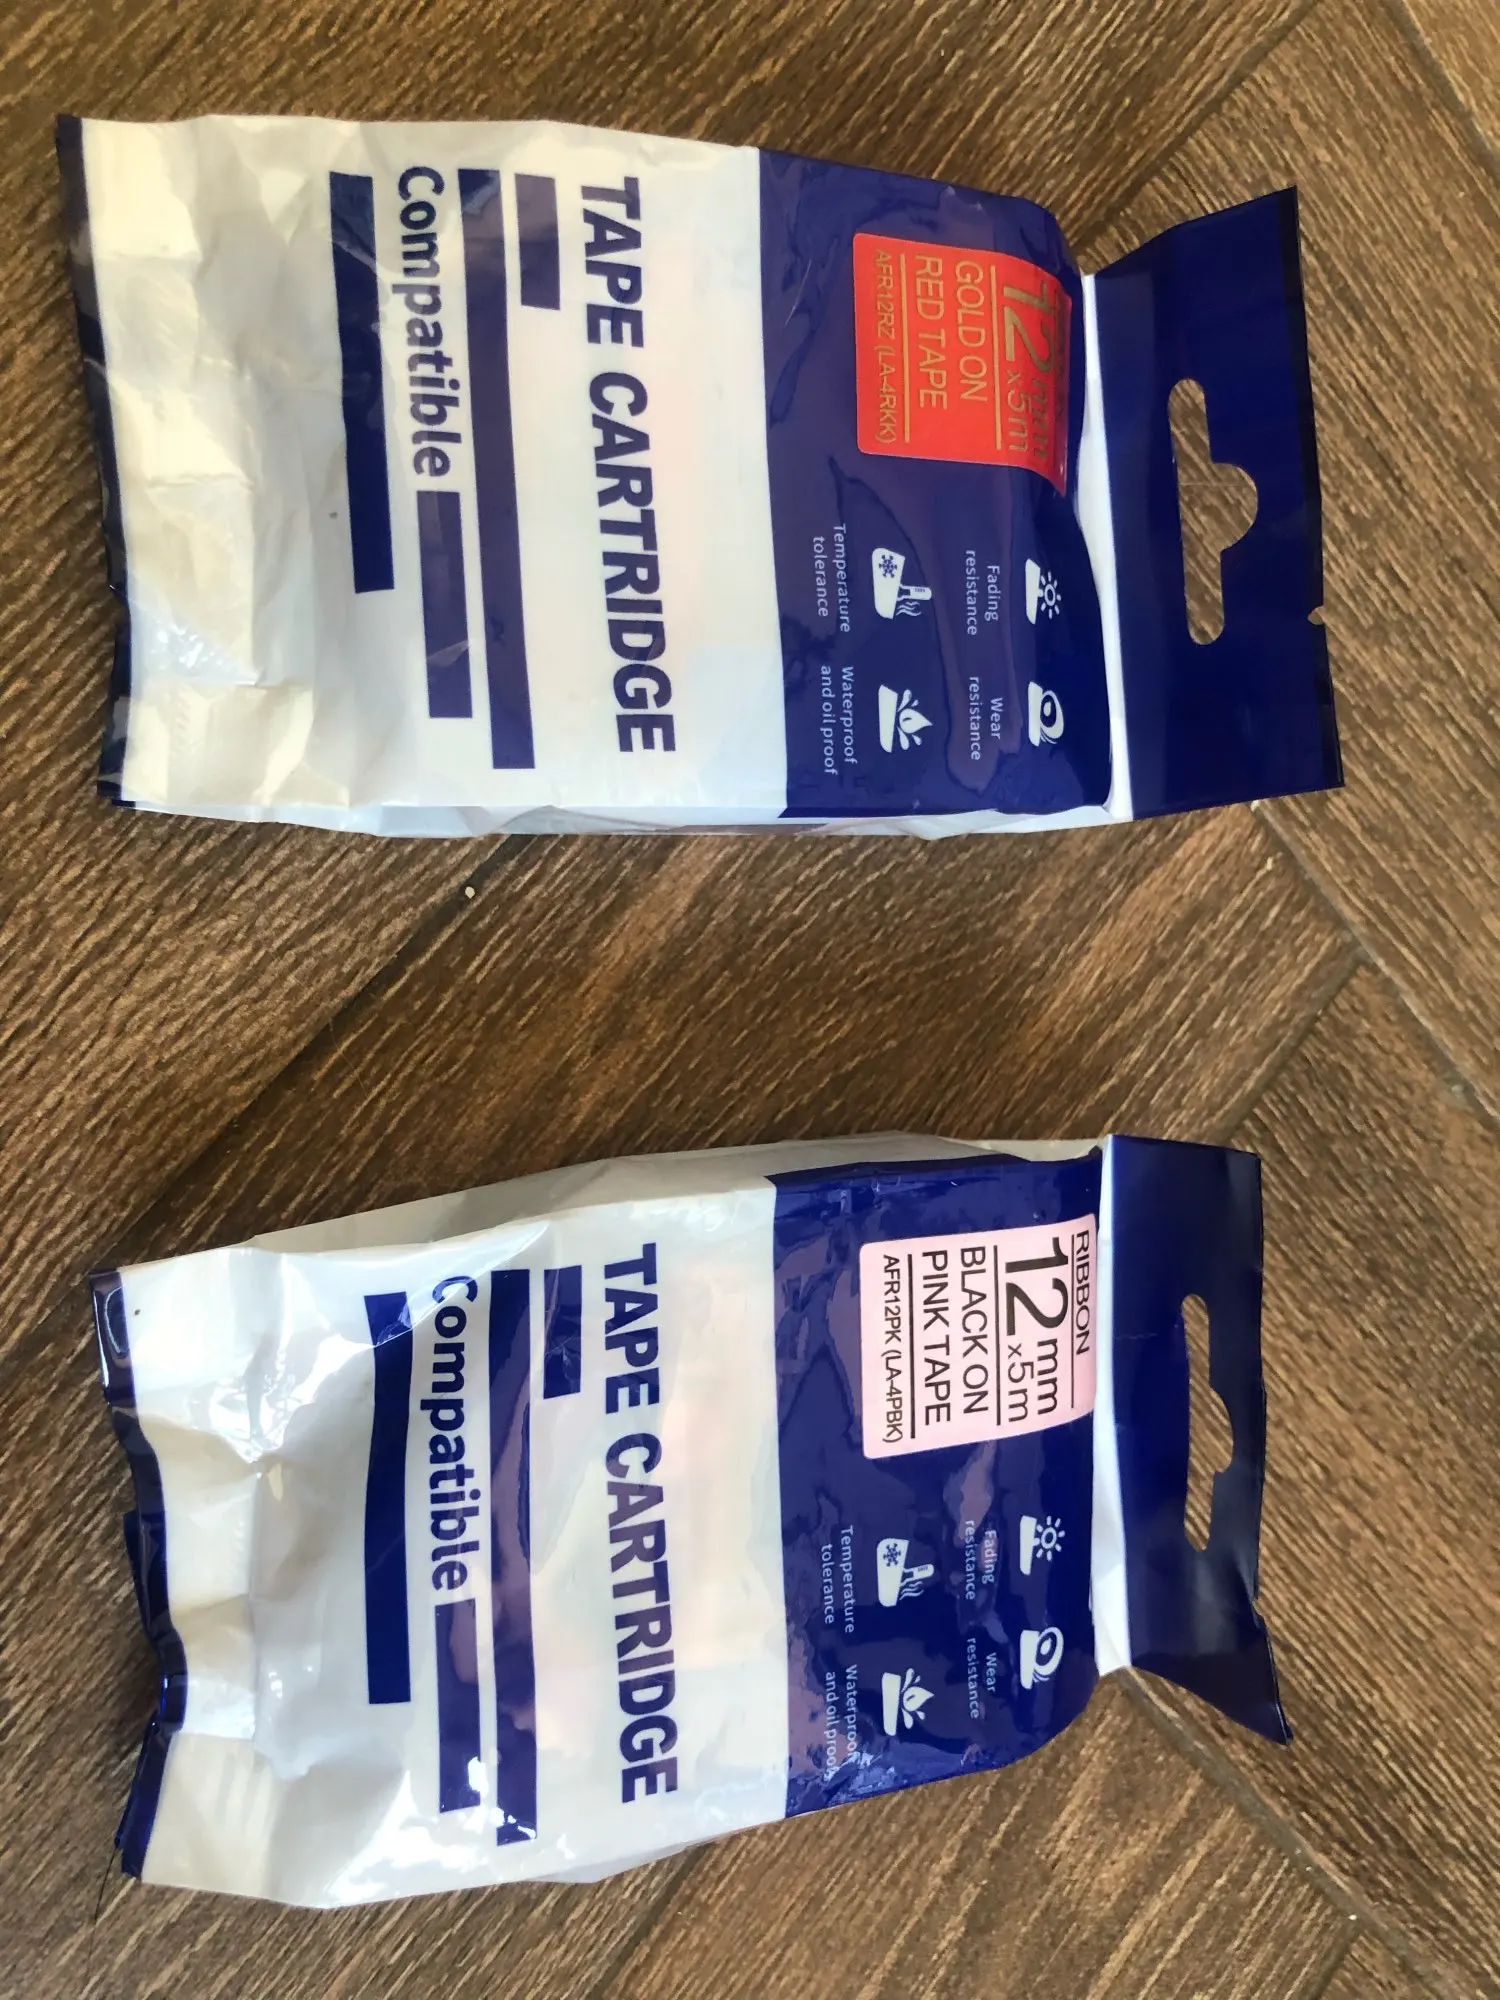 12mm
x5m
GOLD ON
RED TAPE
AFR12RZ (LA-4RKK)
Fading
resistance
Wear
resistance
Temperature
tolerance
Waterproof
and oil proof
TAPE CARTRIDGE
Compatible
RIBBON
12mm
x5m
BLACK ON
PINK TAPE
AFR12PK (LA-4PBK)
Fading
resistance
Wear
resistance
Temperature
tolerance
Waterproof
and oil proof
TAPE CARTRIDGE
Compatible